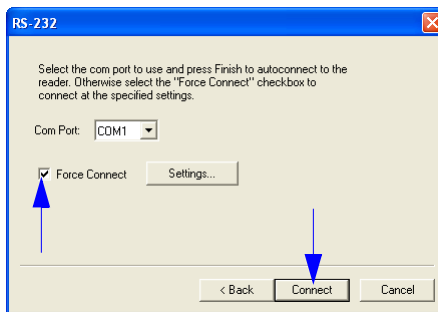 RS-232
Select the com port to use and press Finish to autoconnect to the
reader. Otherwise select the "Force Connect" checkbox to
connect at the specified settings.
Com Port: COM1
Force Connect Settings...
< Back Connect Cancel